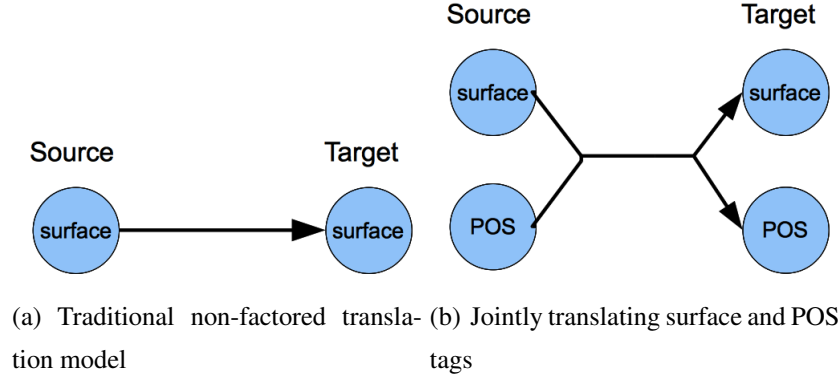 Source Target
surface surface
POS POS
Source Target
surface surface
(a) Traditional non-factored transla-
tion model
(b) Jointly translating surface and POS
tags